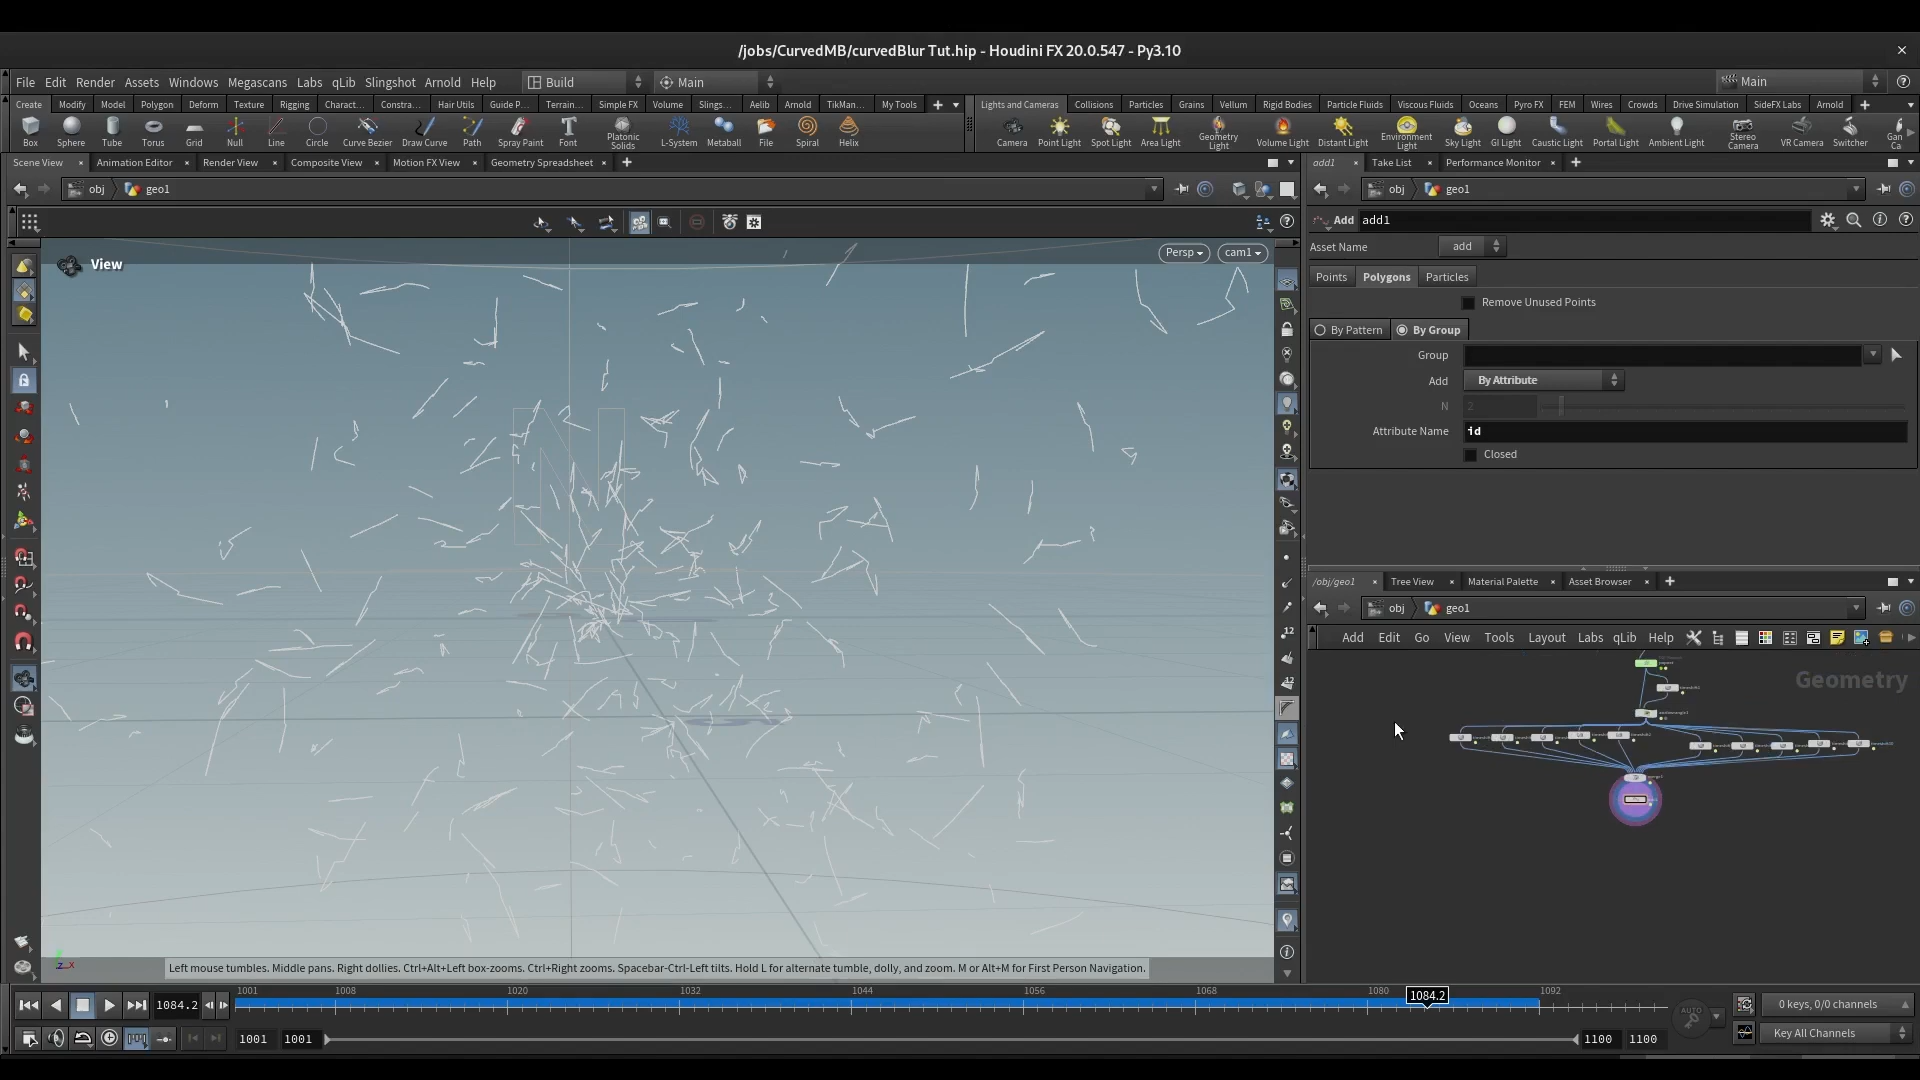 /jobs/CurvedMB/curvedBlur Tut.hip - Houdini FX 20.0.547 - Py3.10
File Edit Render Assets Windows Megascans Labs qLib Slingshot Arnold Help Build Main Main
Create Modify Model Polygon Deform Texture Rigging Charact... Constra... Hair Utils Guide P... Terrain... Simple FX Volume Slings... Aelib Arnold TikMan... My Tools
Lights and Cameras Collisions Particles Grains Vellum Rigid Bodies Particle Fluids Viscous Fluids Oceans Pyro FX FEM Wires Crowds Drive Simulation SideFX Labs Arnold
Box Sphere Tube Torus Grid Null Line Circle Curve Bezier Draw Curve Path Spray Paint Font Platonic Solids L-System Metaball File Spiral Helix
Camera Point Light Spot Light Area Light Geometry Light Volume Light Distant Light Environment Light Sky Light GI Light Caustic Light Portal Light Ambient Light Stereo Camera VR Camera Switcher Gan Ca
Scene View Animation Editor Render View Composite View Motion FX View Geometry Spreadsheet
add1 Take List Performance Monitor
obj geo1
obj geo1
Add add1
Asset Name add
View
Persp cam1
Points Polygons Particles
Remove Unused Points
By Pattern By Group
Group
Add By Attribute
N 2
Attribute Name id
Closed
/obj/geo1 Tree View Material Palette Asset Browser
obj geo1
Add Edit Go View Tools Layout Labs qLib Help
Geometry
Left mouse tumbles. Middle pans. Right dollies. Ctrl+Alt+Left box-zooms. Ctrl+Right zooms. Spacebar-Ctrl-Left tilts. Hold L for alternate tumble, dolly, and zoom. M or Alt+M for First Person Navigation.
1084.2 1001 1008 1020 1032 1044 1056 1068 1080 1084.2 1092
AUTO
0 keys, 0/0 channels
1001 1001 1100 1100
Key All Channels